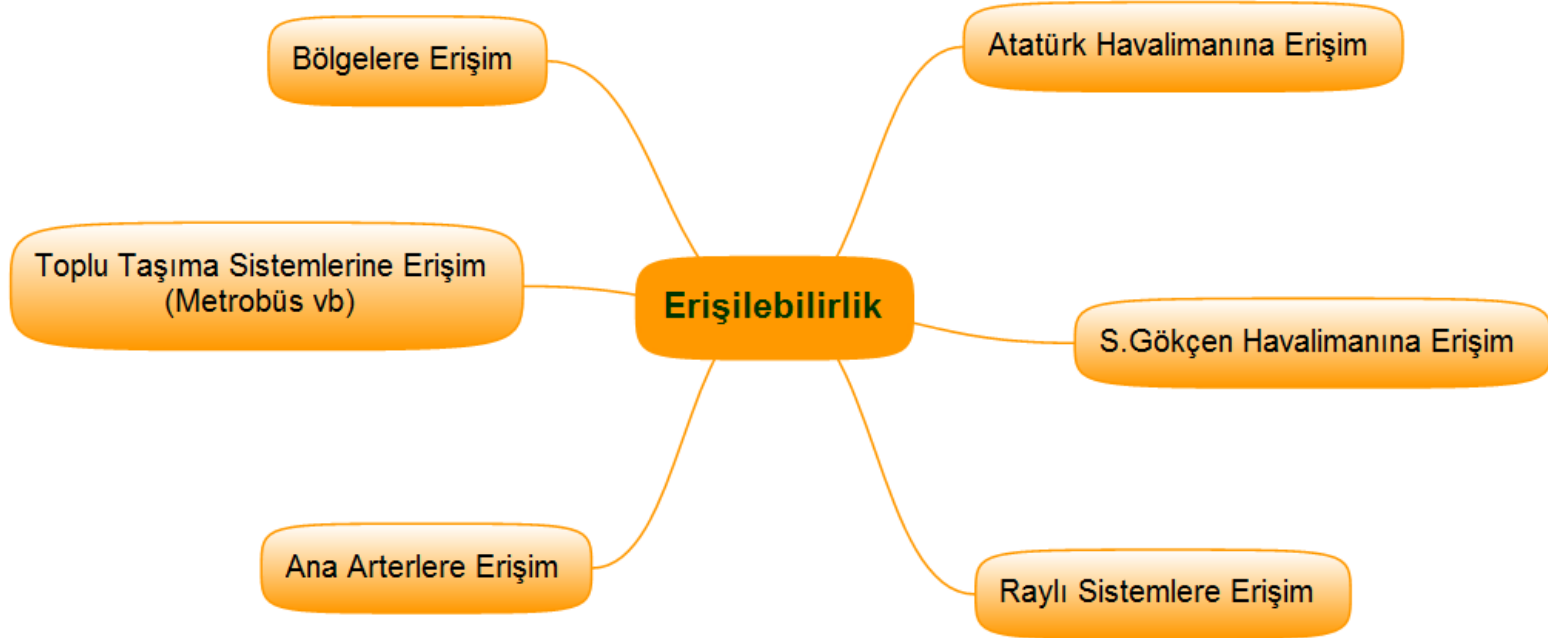 Bölgelere Erişim
Atatürk Havalimanına Erişim
Toplu Taşıma Sistemlerine Erişim
(Metrobüs vb)
Erişilebilirlik
S.Gökçen Havalimanına Erişim
Ana Arterlere Erişim
Raylı Sistemlere Erişim